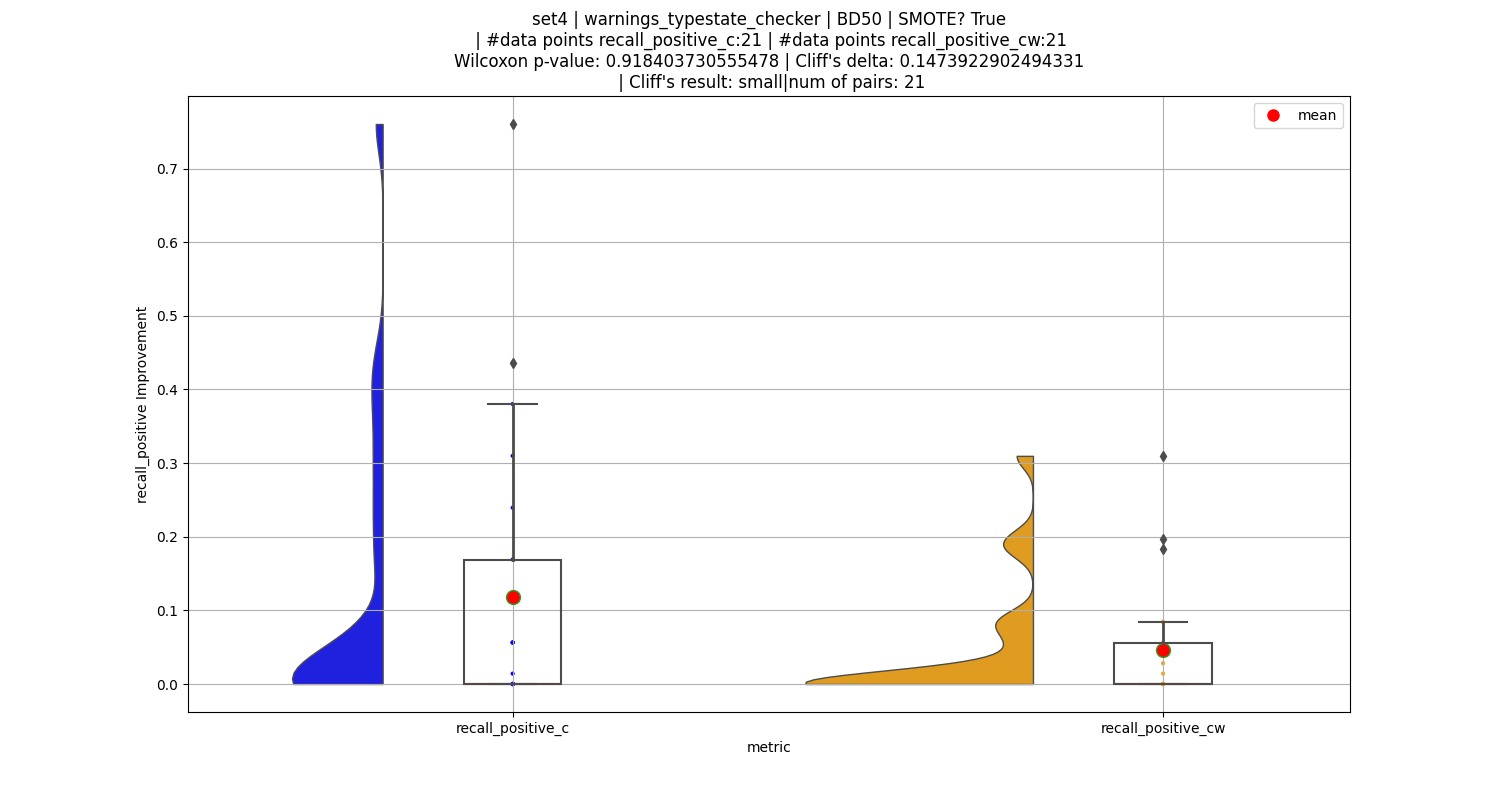 set4 | warnings_typestate_checker | BD50 | SMOTE? True
| #data points recall_positive_c:21 | #data points recall_positive_cw:21
Wilcoxon p-value: 0.918403730555478 | Cliff's delta: 0.1473922902494331
| Cliff's result: small|num of pairs: 21
mean
0.7
0.6
0.5
0.4
0.3
0.2
0.1
0.0
recall_positive Improvement
recall_positive_c
recall_positive_cw
metric